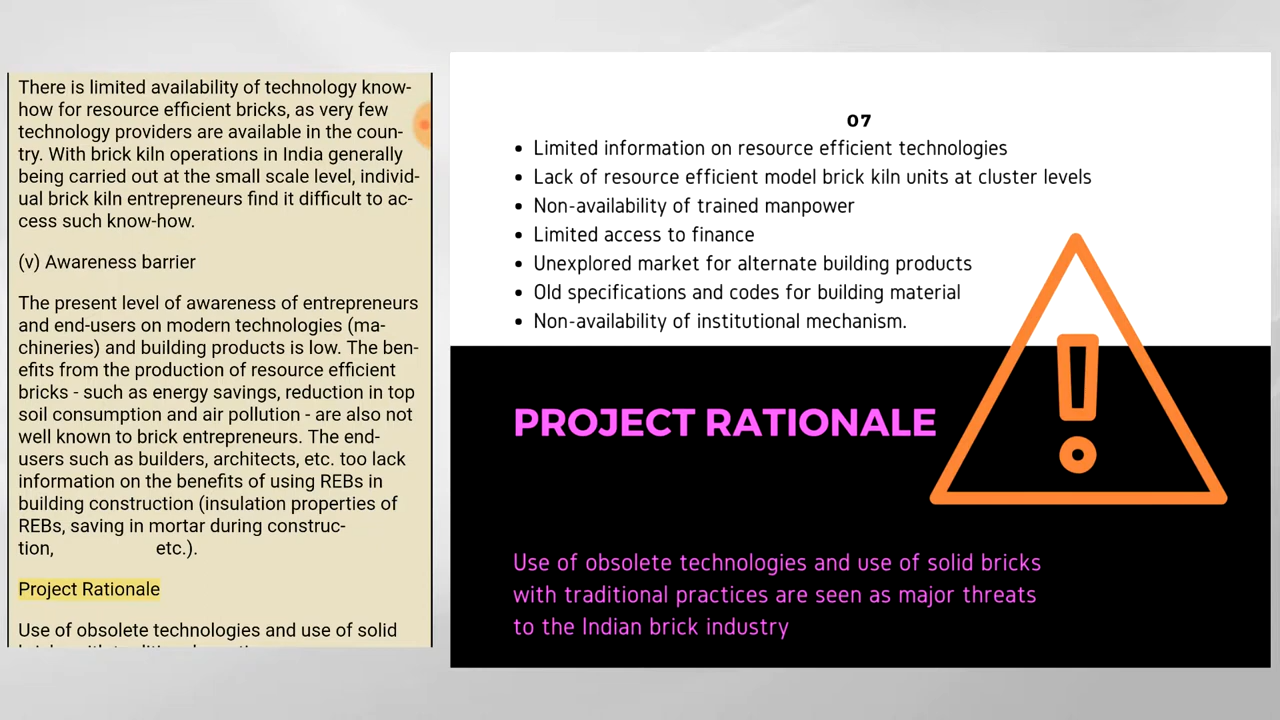 There is limited availability of technology know-
how for resource efficient bricks, as very few
technology providers are available in the coun-
try. With brick kiln operations in India generally
being carried out at the small scale level, individ-
ual brick kiln entrepreneurs find it difficult to ac-
cess such know-how.
(v) Awareness barrier
The present level of awareness of entrepreneurs
and end-users on modern technologies (ma-
chineries) and building products is low. The ben-
efits from the production of resource efficient
bricks - such as energy savings, reduction in top
soil consumption and air pollution - are also not
well known to brick entrepreneurs. The end-
users such as builders, architects, etc. too lack
information on the benefits of using REBs in
building construction (insulation properties of
REBs, saving in mortar during construc-
tion, etc.).
Project Rationale
Use of obsolete technologies and use of solid
07
• Limited information on resource efficient technologies
• Lack of resource efficient model brick kiln units at cluster levels
• Non-availability of trained manpower
• Limited access to finance
• Unexplored market for alternate building products
• Old specifications and codes for building material
• Non-availability of institutional mechanism.
PROJECT RATIONALE
Use of obsolete technologies and use of solid bricks
with traditional practices are seen as major threats
to the Indian brick industry